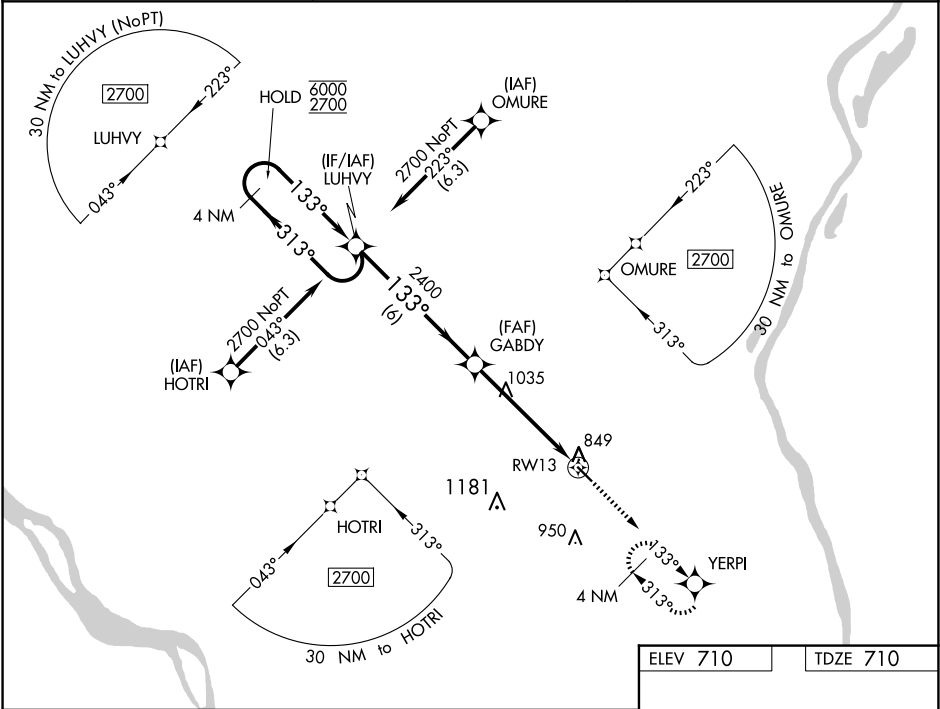 30 NM to LUHVY (NoPT)
2700
223°
LUHVY
043°
HOLD 6000
2700
(IAF)
OMURE
2700 NoPT
223°
(6.3)
(IF/IAF)
LUHVY
133°
4 NM
313°
2400
133°
(6)
2700 NoPT
043°
(6.3)
(IAF)
HOTRI
(FAF)
GABDY
1035
223°
OMURE
2700
313°
30 NM to OMURE
849
RW13
1181
950
HOTRI
043°
313°
2700
30 NM to HOTRI
133°
YERPI
4 NM
313°
ELEV 710
TDZE 710